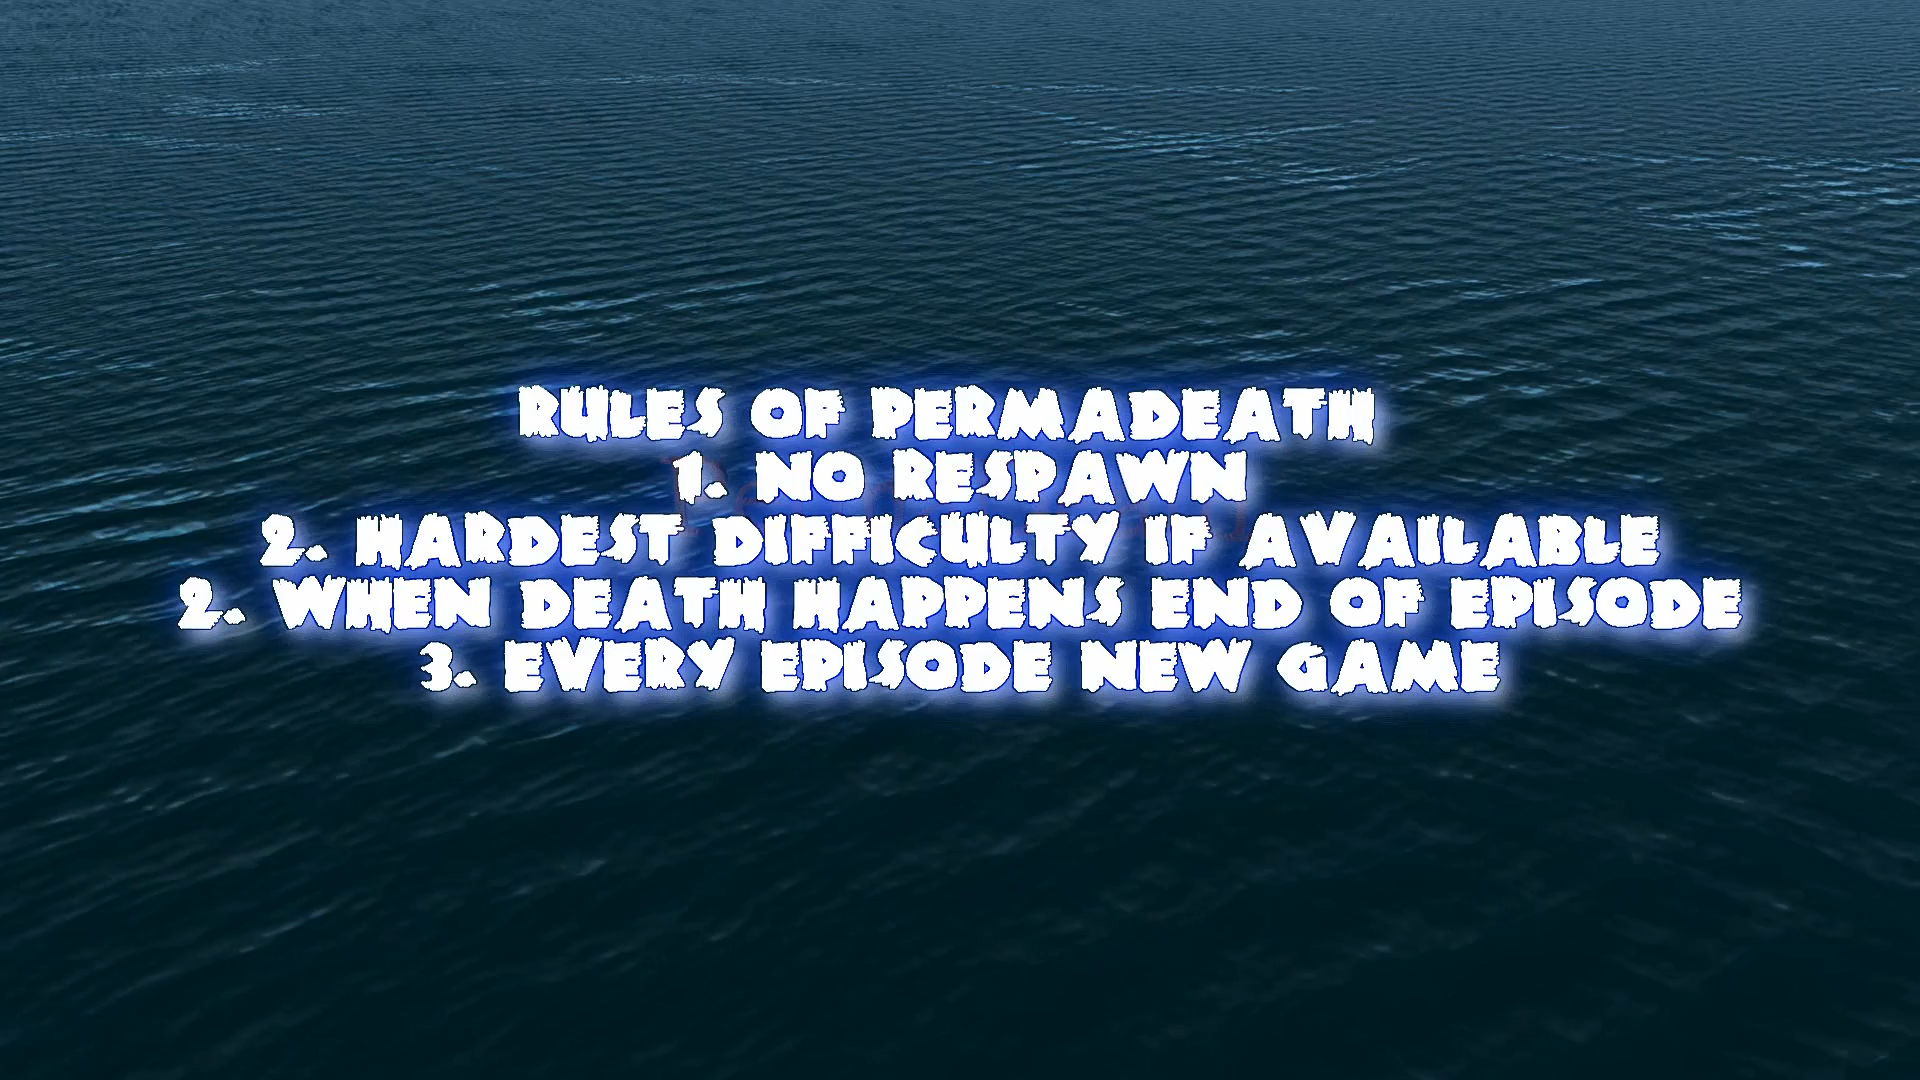 RULES OF PERMADEATH
1. NO RESPAWN
2. HARDEST DIFFICULTY IF AVAILABLE
2. WHEN DEATH HAPPENS END OF EPISODE
3. EVERY EPISODE NEW GAME